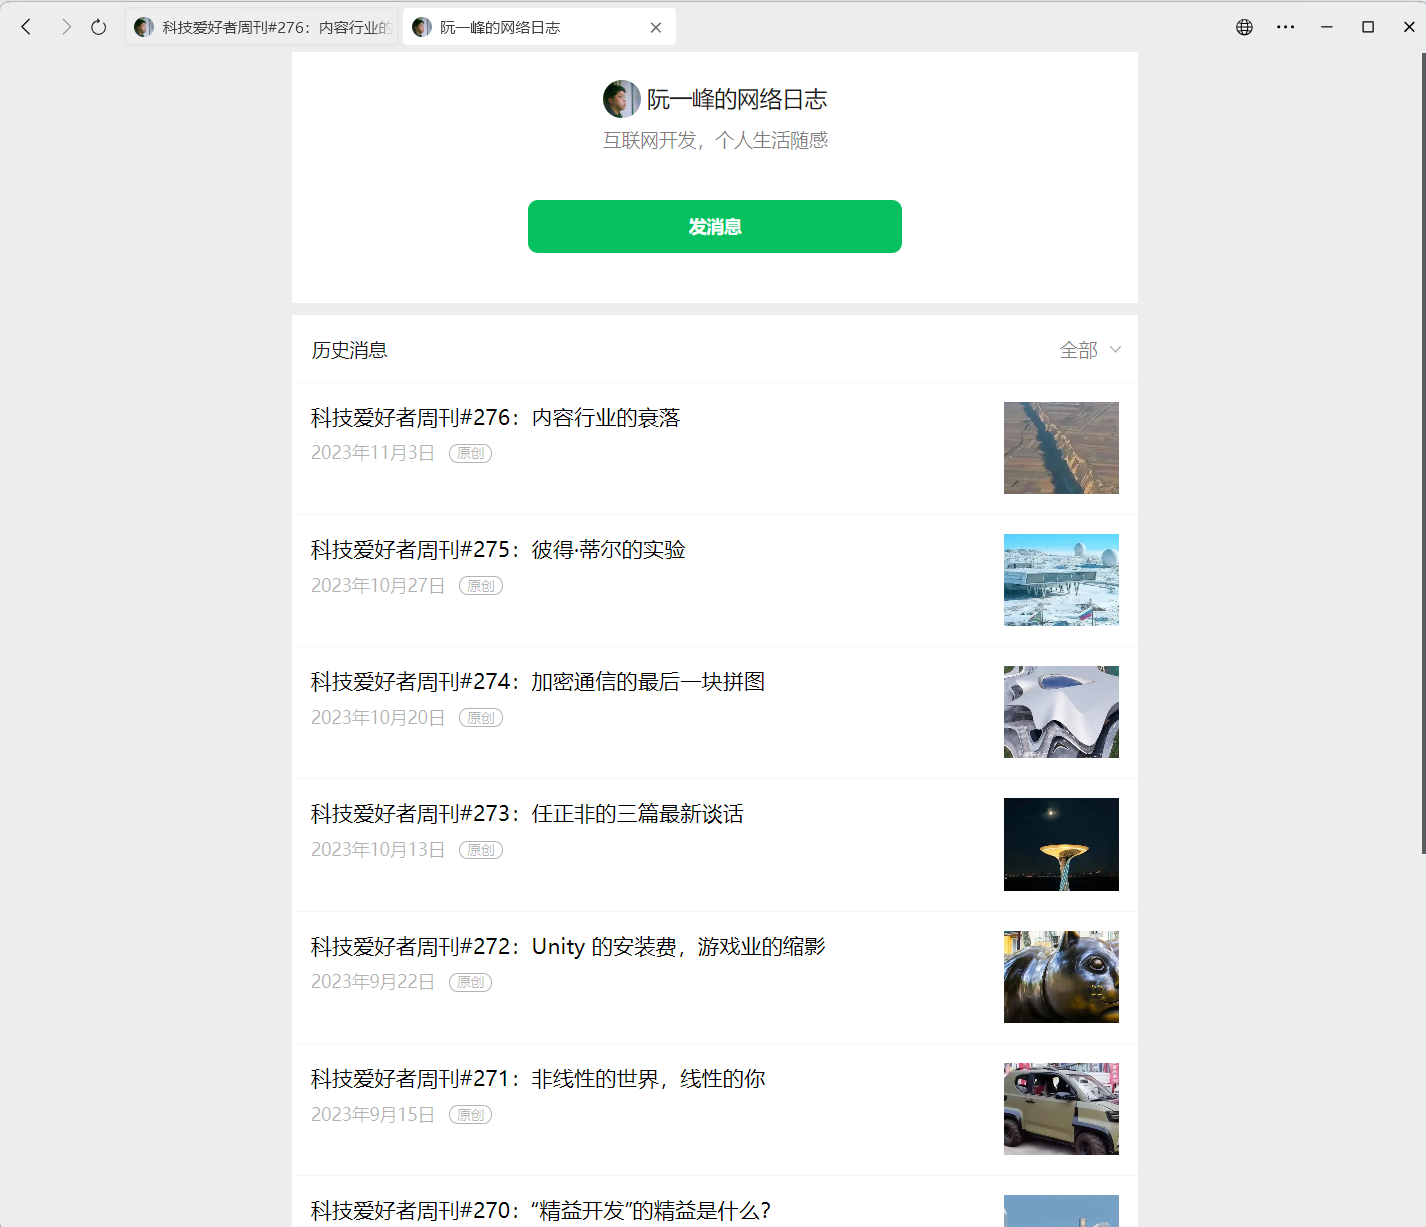 科技爱好者周刊#276：内容行业的
阮一峰的网络日志
阮一峰的网络日志
互联网开发，个人生活随感
发消息
历史消息
全部
科技爱好者周刊#276：内容行业的衰落
2023年11月3日 原创
科技爱好者周刊#275：彼得·蒂尔的实验
2023年10月27日 原创
科技爱好者周刊#274：加密通信的最后一块拼图
2023年10月20日 原创
科技爱好者周刊#273：任正非的三篇最新谈话
2023年10月13日 原创
科技爱好者周刊#272：Unity 的安装费，游戏业的缩影
2023年9月22日 原创
科技爱好者周刊#271：非线性的世界，线性的你
2023年9月15日 原创
科技爱好者周刊#270：“精益开发”的精益是什么？